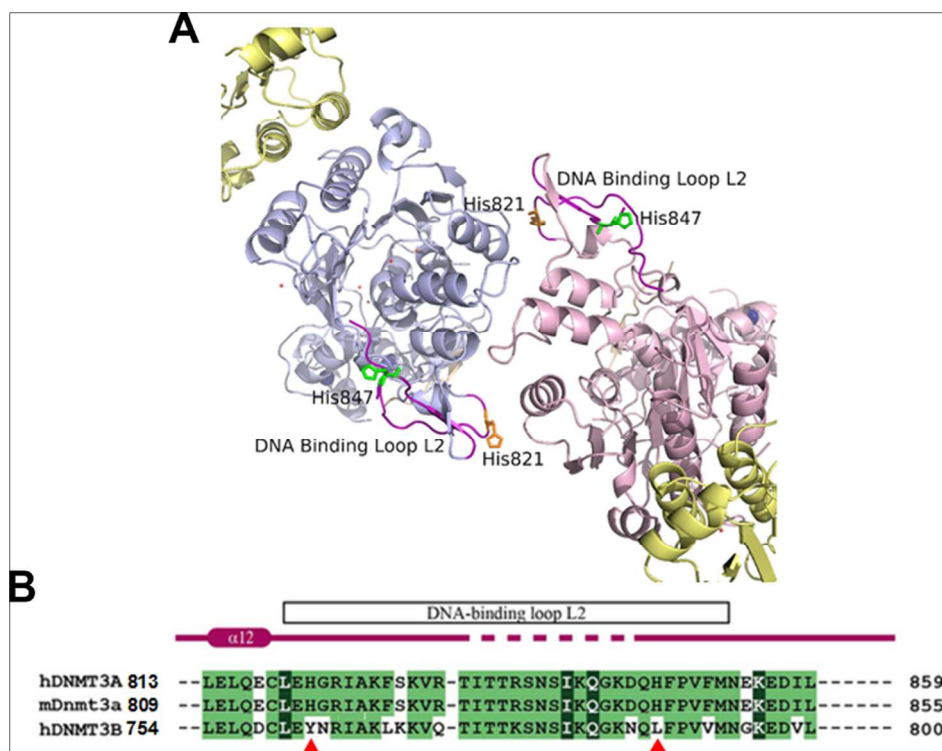 A
DNA Binding Loop L2
His821
His847
His847
DNA Binding Loop L2
His821
B
DNA-binding loop L2
α12
hDNMT3A 813 --LELQECLEHGRIAKFSKVR-TITTRSNSIKQGKDQHFPVFMNEKEDIL------ 859
mDnmt3a 809 --LELQECLEHGRIAKFSKVR-TITTRSNSIKQGKDQHFPVFMNEKEDIL------ 855
hDNMT3B 754 --LELQDCLEYNRIAKLKKVQ-TITTKSNSIKQGKNQLFPVVMNGKEDVL------ 800